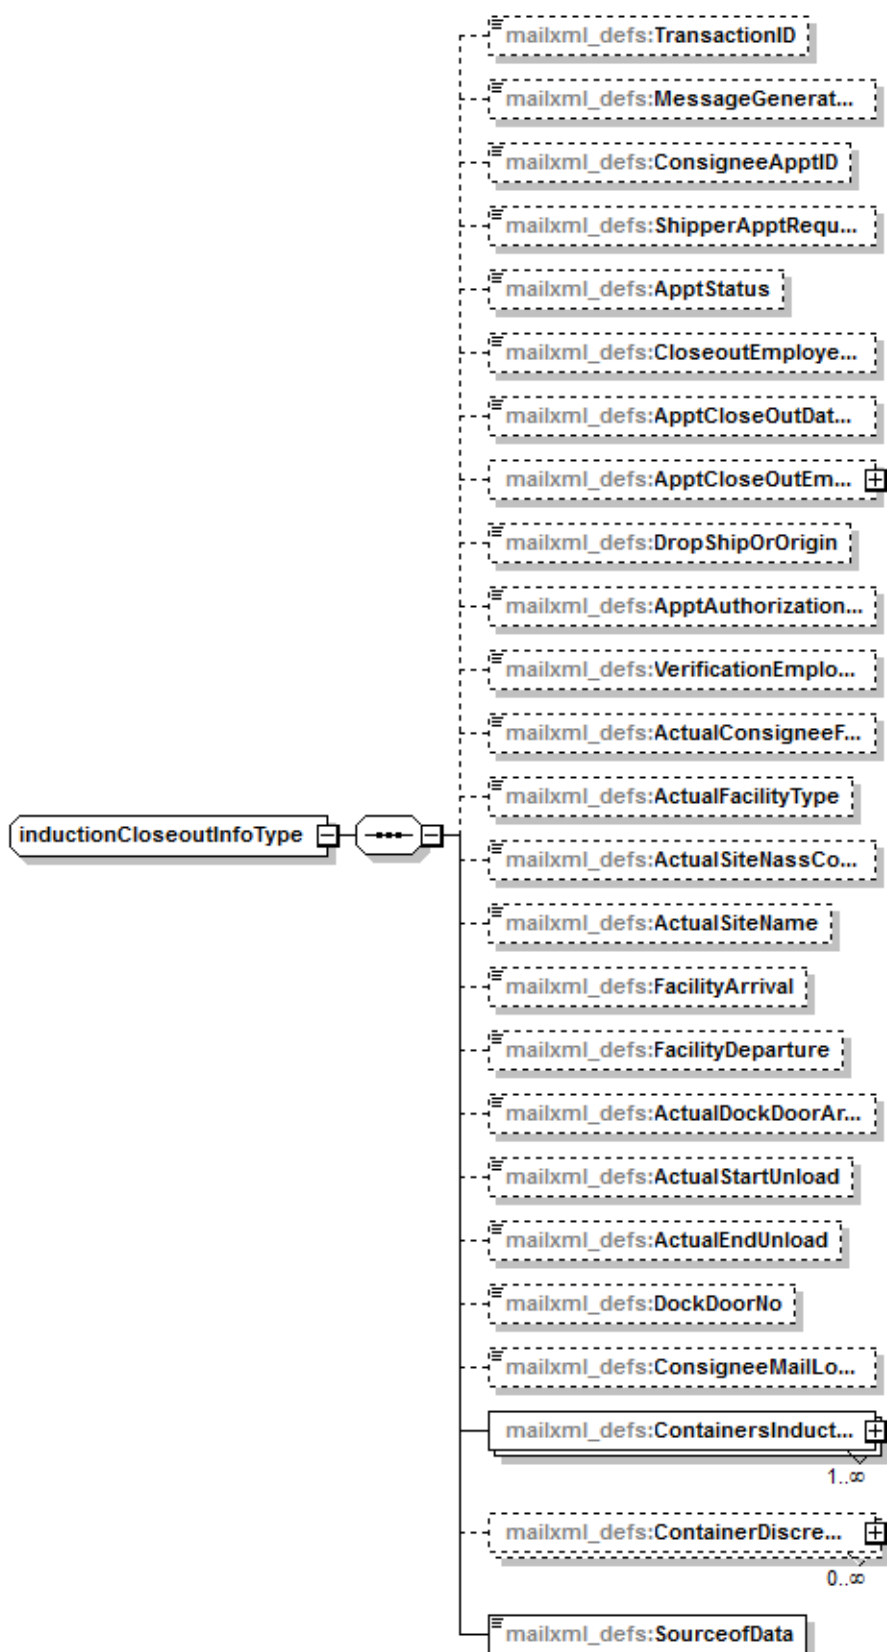 mailxml_defs:TransactionID
mailxml_defs:MessageGenerat...
mailxml_defs:ConsigneeApptID
mailxml_defs:ShipperApptRequ...
mailxml_defs:ApptStatus
mailxml_defs:CloseoutEmploye...
mailxml_defs:ApptCloseOutDat...
mailxml_defs:ApptCloseOutEm...
mailxml_defs:DropShipOrOrigin
mailxml_defs:ApptAuthorization...
mailxml_defs:VerificationEmplo...
mailxml_defs:ActualConsigneeF...
mailxml_defs:ActualFacilityType
inductionCloseoutInfoType
mailxml_defs:ActualSiteNassCo...
mailxml_defs:ActualSiteName
mailxml_defs:FacilityArrival
mailxml_defs:FacilityDeparture
mailxml_defs:ActualDockDoorAr...
mailxml_defs:ActualStartUnload
mailxml_defs:ActualEndUnload
mailxml_defs:DockDoorNo
mailxml_defs:ConsigneeMailLo...
mailxml_defs:ContainersInduct...
1..∞
mailxml_defs:ContainerDiscre...
0..∞
mailxml_defs:SourceofData